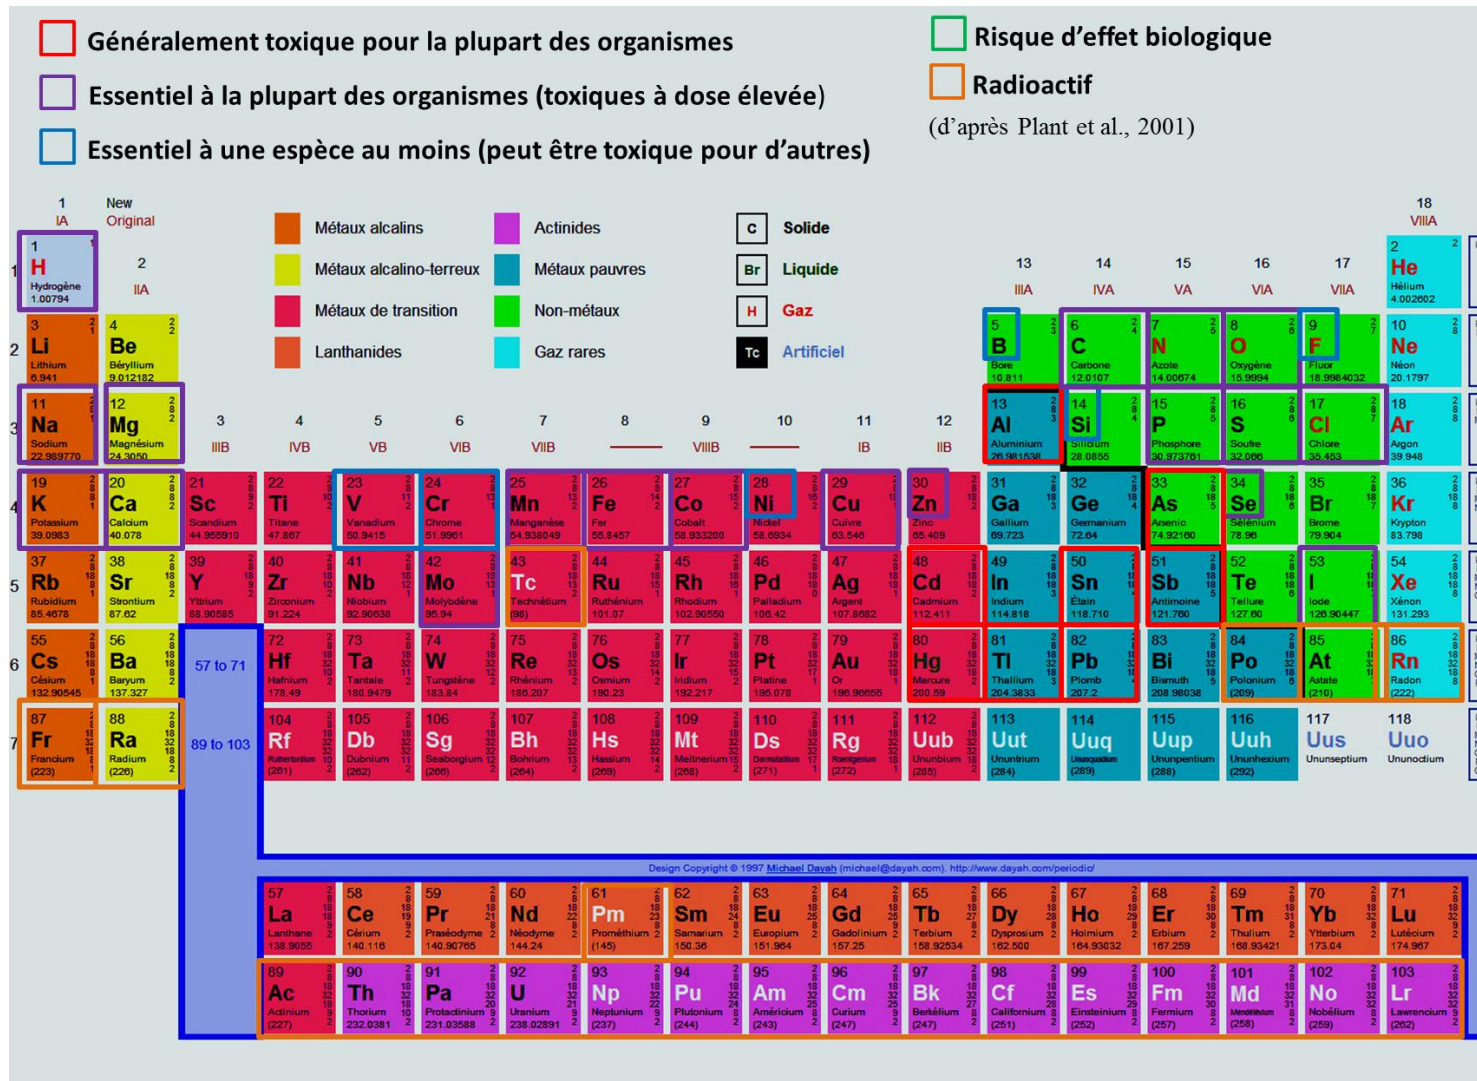 Généralement toxique pour la plupart des organismes
Essentiel à la plupart des organismes (toxiques à dose élevée)
Essentiel à une espèce au moins (peut être toxique pour d'autres)
Risque d'effet biologique
Radioactif
(d'après Plant et al., 2001)
1 New 18
IA Original VIIIA
Métaux alcalins Actinides C Solide
Métaux alcalino-terreux Métaux pauvres Br Liquide
Métaux de transition Non-métaux H Gaz
Lanthanides Gaz rares Tc Artificiel
1 2
1 H 2 13 14 15 16 17 He
Hydrogène IIA IIIA IVA VA VIA VIIA Hélium
1.00794 4.002602
3 4 5 6 7 8 9 10
2 Li Be B C N O F Ne
Lithium Béryllium Bore Carbone Azote Oxygène Fluor Néon
6.941 9.012182 10.811 12.0107 14.00674 15.9994 18.9984032 20.1797
11 12 13 14 15 16 17 18
3 Na Mg 3 4 5 6 7 8 9 10 11 12 Al Si P S Cl Ar
Sodium Magnésium IIIB IVB VB VIB VIIB VIIIB IB IIB Aluminium Silicium Phosphore Soufre Chlore Argon
22.989770 24.3050 26.981538 28.0855 30.973761 32.066 35.453 39.948
19 20 21 22 23 24 25 26 27 28 29 30 31 32 33 34 35 36
4 K Ca Sc Ti V Cr Mn Fe Co Ni Cu Zn Ga Ge As Se Br Kr
Potassium Calcium Scandium Titane Vanadium Chrome Manganèse Fer Cobalt Nickel Cuivre Zinc Gallium Germanium Arsenic Sélénium Brome Krypton
39.0983 40.078 44.955910 47.867 50.9415 51.9961 54.938049 55.8457 58.933200 58.6934 63.546 65.409 69.723 72.64 74.92160 78.96 79.904 83.798
37 38 39 40 41 42 43 44 45 46 47 48 49 50 51 52 53 54
5 Rb Sr Y Zr Nb Mo Tc Ru Rh Pd Ag Cd In Sn Sb Te I Xe
Rubidium Strontium Yttrium Zirconium Niobium Molybdène Technétium Ruthénium Rhodium Palladium Argent Cadmium Indium Étain Antimoine Tellure Iode Xénon
85.4678 87.62 88.90585 91.224 92.90638 95.94 (98) 101.07 102.90550 106.42 107.8682 112.411 114.818 118.710 121.760 127.60 126.90447 131.293
55 56 72 73 74 75 76 77 78 79 80 81 82 83 84 85 86
6 Cs Ba 57 to 71 Hf Ta W Re Os Ir Pt Au Hg Tl Pb Bi Po At Rn
Césium Baryum Hafnium Tantale Tungstène Rhénium Osmium Iridium Platine Or Mercure Thallium Plomb Bismuth Polonium Astate Radon
132.90545 137.327 178.49 180.9479 183.84 186.207 190.23 192.217 195.078 196.96655 200.59 204.3833 207.2 208.98038 (209) (210) (222)
87 88 104 105 106 107 108 109 110 111 112 113 114 115 116 117 118
7 Fr Ra 89 to 103 Rf Db Sg Bh Hs Mt Ds Rg Uub Uut Uuq Uup Uuh Uus Uuo
Francium Radium Rutherfordium Dubnium Seaborgium Bohrium Hassium Meitnerium Darmstadtium Roentgenium Ununbium Ununtrium Ununquadium Ununpentium Ununhexium Ununseptium Ununoctium
(223) (226) (261) (262) (266) (264) (269) (268) (271) (272) (285) (284) (289) (288) (292)
Design Copyright © 1997 Michael Dayah (michael@dayah.com). http://www.dayah.com/periodic/
57 58 59 60 61 62 63 64 65 66 67 68 69 70 71
La Ce Pr Nd Pm Sm Eu Gd Tb Dy Ho Er Tm Yb Lu
Lanthane Cérium Praséodyme Néodyme Prométhium Samarium Europium Gadolinium Terbium Dysprosium Holmium Erbium Thulium Ytterbium Lutécium
138.9055 140.116 140.90765 144.24 (145) 150.36 151.964 157.25 158.92534 162.500 164.93032 167.259 168.93421 173.04 174.967
89 90 91 92 93 94 95 96 97 98 99 100 101 102 103
Ac Th Pa U Np Pu Am Cm Bk Cf Es Fm Md No Lr
Actinium Thorium Protactinium Uranium Neptunium Plutonium Américium Curium Berkélium Californium Einsteinium Fermium Mendélévium Nobélium Lawrencium
(227) 232.0381 231.03588 238.02891 (237) (244) (243) (247) (247) (251) (252) (257) (258) (259) (262)